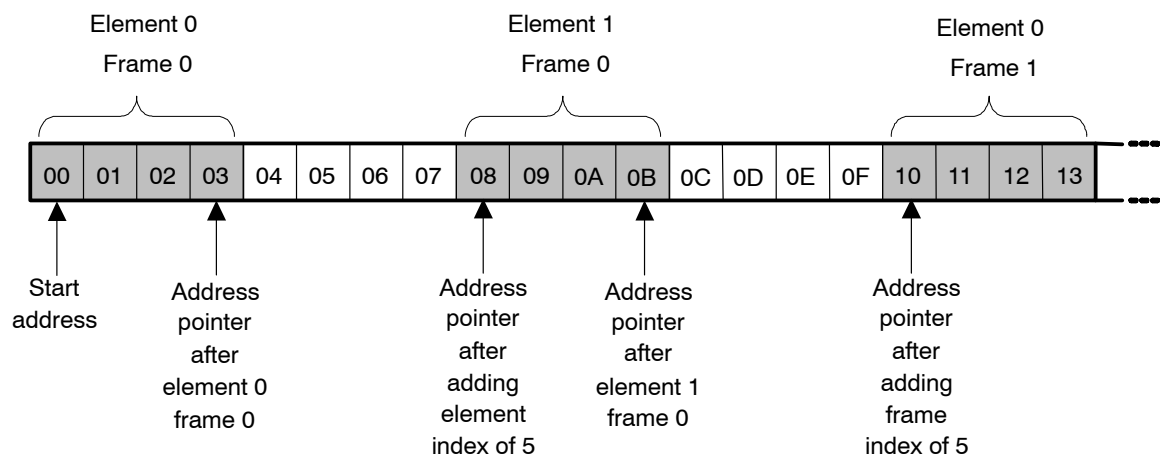 Element 0
Frame 0
Element 1
Frame 0
Element 0
Frame 1
00 01 02 03 04 05 06 07 08 09 0A 0B 0C 0D 0E 0F 10 11 12 13
Start
address
Address
pointer
after
element 0
frame 0
Address
pointer
after
adding
element
index of 5
Address
pointer
after
element 1
frame 0
Address
pointer
after
adding
frame
index of 5